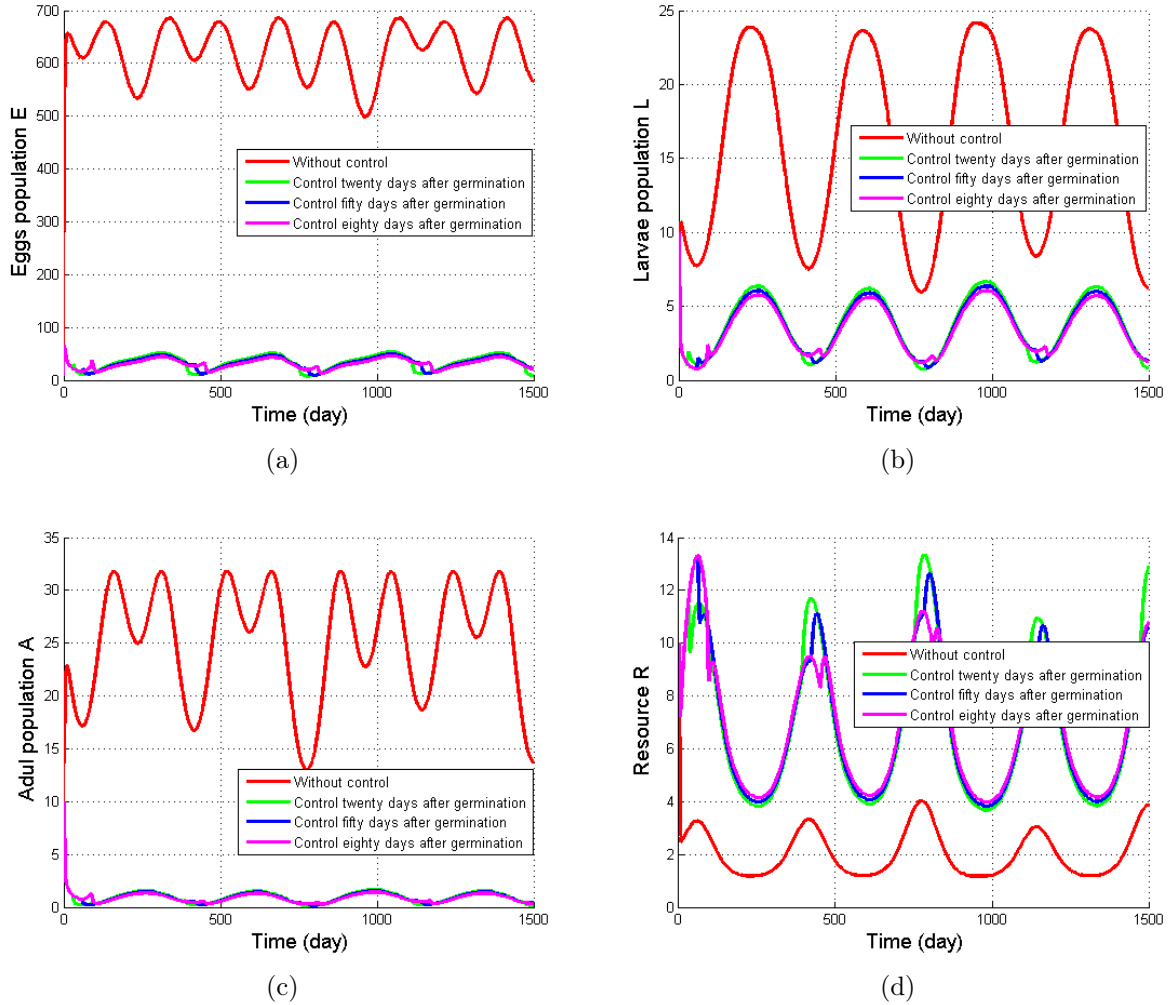 700
600
500
400
300
200
100
0
Eggs population E
Without control
Control twenty days after germination
Control fifty days after germination
Control eighty days after germination
0 500 1000 1500
Time (day)
(a)
25
20
15
10
5
0
Larvae population L
Without control
Control twenty days after germination
Control fifty days after germination
Control eighty days after germination
0 500 1000 1500
Time (day)
(b)
35
30
25
20
15
10
5
0
Adul population A
Without control
Control twenty days after germination
Control fifty days after germination
Control eighty days after germination
0 500 1000 1500
Time (day)
(c)
14
12
10
8
6
4
2
0
Resource R
Without control
Control twenty days after germination
Control fifty days after germination
Control eighty days after germination
0 500 1000 1500
Time (day)
(d)